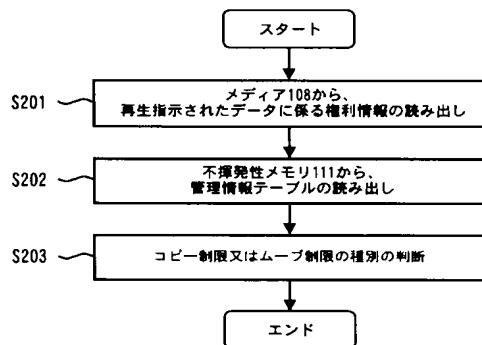 スタート
S201
メディア108から、
再生指示されたデータに係る権利情報の読み出し
S202
不揮発性メモリ111から、
管理情報テーブルの読み出し
S203
コピー制限又はムーブ制限の種別の判断
エンド